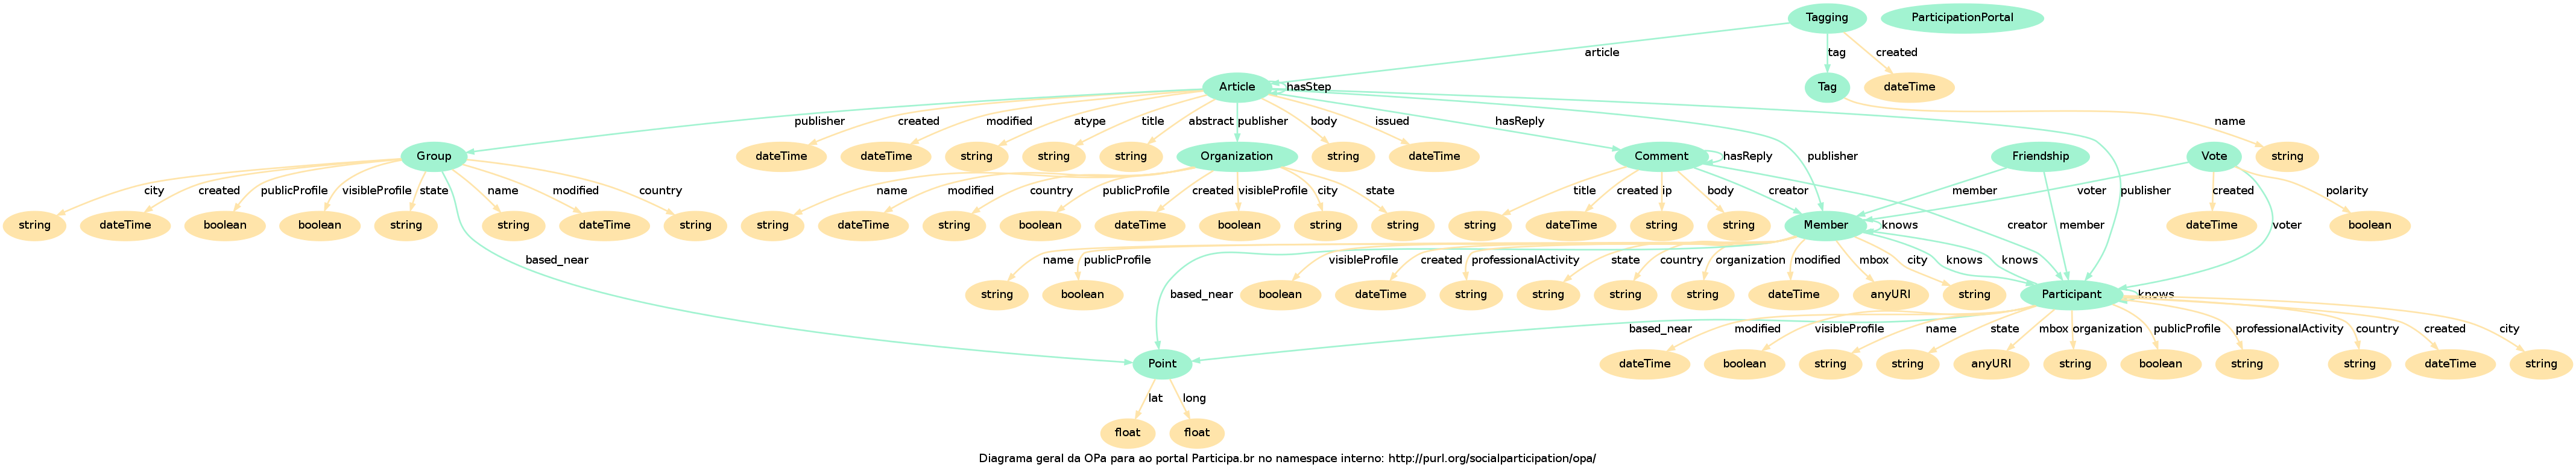 Tagging ParticipationPortal
article tag created
Article Tag dateTime
hasStep
publisher created modified atype title abstract publisher body issued hasReply publisher name
Group dateTime dateTime string string string Organization string dateTime Comment Friendship Vote string
hasReply
city created publicProfile visibleProfile state name modified country name modified country publicProfile created visibleProfile city state title created ip body creator member voter publisher created polarity
string dateTime boolean boolean string string dateTime string string dateTime string boolean dateTime boolean string string string dateTime string string Member dateTime boolean
knows creator member voter
based_near name publicProfile visibleProfile created professionalActivity state country organization modified mbox city knows knows
string boolean based_near boolean dateTime string string string string dateTime anyURI string Participant knows
based_near modified visibleProfile name state mbox organization publicProfile professionalActivity country created city
Point dateTime boolean string string anyURI string boolean string string dateTime string
lat long
float float
Diagrama geral da OPa para ao portal Participa.br no namespace interno: http://purl.org/socialparticipation/opa/